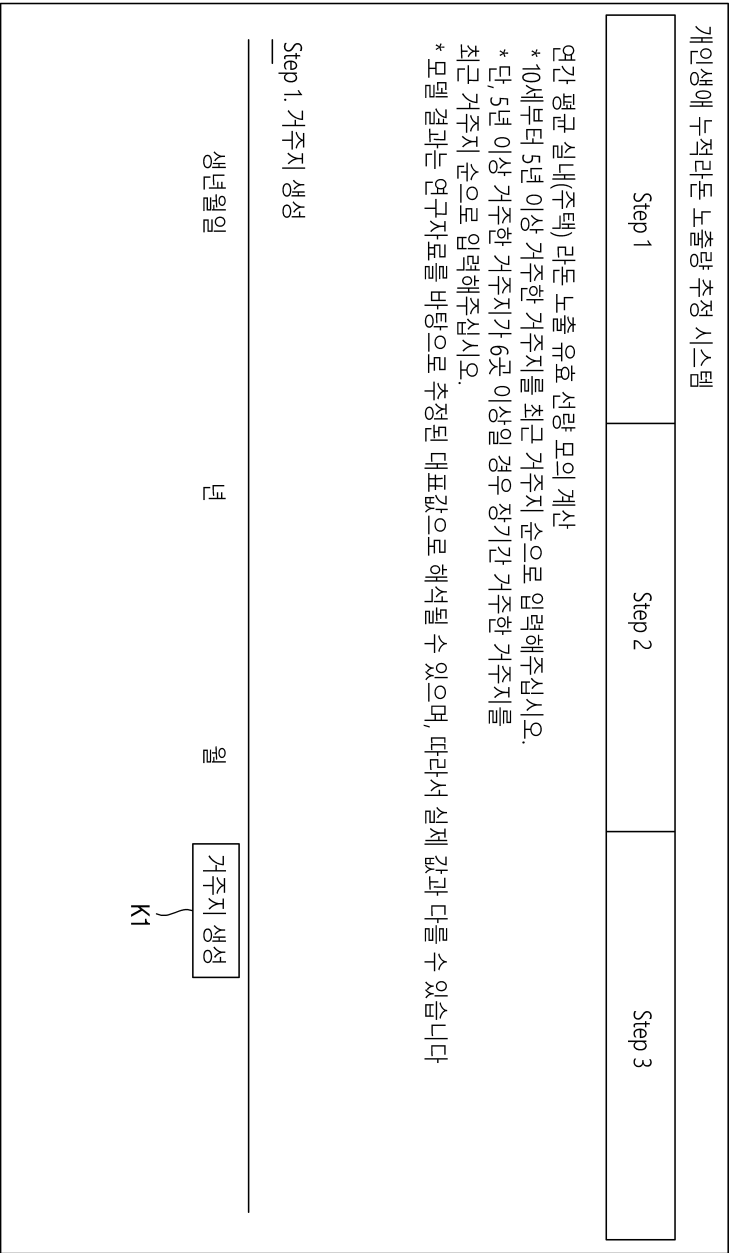 개인생애 누적라돈 노출량 추정 시스템
Step 1
Step 2
Step 3
연간 평균 실내(주택) 라돈 노출 유효 선량 모의 계산
* 10세부터 5년 이상 거주한 거주지를 최근 거주지 순으로 입력해주십시오.
* 단, 5년 이상 거주한 거주지가 6곳 이상일 경우 장기간 거주한 거주지를
최근 거주지 순으로 입력해주십시오.
* 모델 결과는 연구자료를 바탕으로 추정된 대표값으로 해석될 수 있으며, 따라서 실제 값과 다를 수 있습니다
Step 1. 거주지 생성
생년월일 년 월 거주지 생성
K1